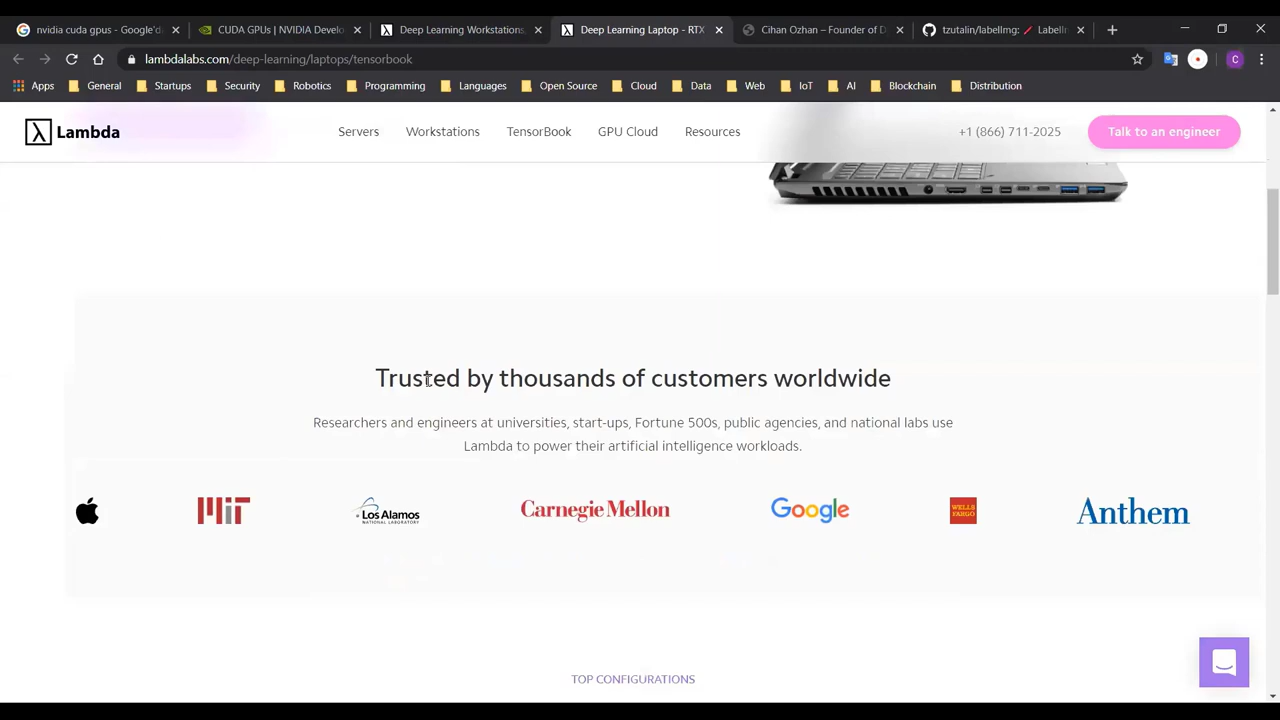 nvidia cuda gpus - Google'da
CUDA GPUs | NVIDIA Develo
Deep Learning Workstations,
Deep Learning Laptop - RTX
Cihan Ozhan – Founder of D
tzutalin/labelImg: LabelI
lambdalabs.com/deep-learning/laptops/tensorbook
C
Apps General Startups Security Robotics Programming Languages Open Source Cloud Data Web IoT AI Blockchain Distribution
Lambda Servers Workstations TensorBook GPU Cloud Resources +1 (866) 711-2025 Talk to an engineer
Trusted by thousands of customers worldwide
Researchers and engineers at universities, start-ups, Fortune 500s, public agencies, and national labs use
Lambda to power their artificial intelligence workloads.
MIT Los Alamos NATIONAL LABORATORY Carnegie Mellon Google WELLS FARGO Anthem
TOP CONFIGURATIONS